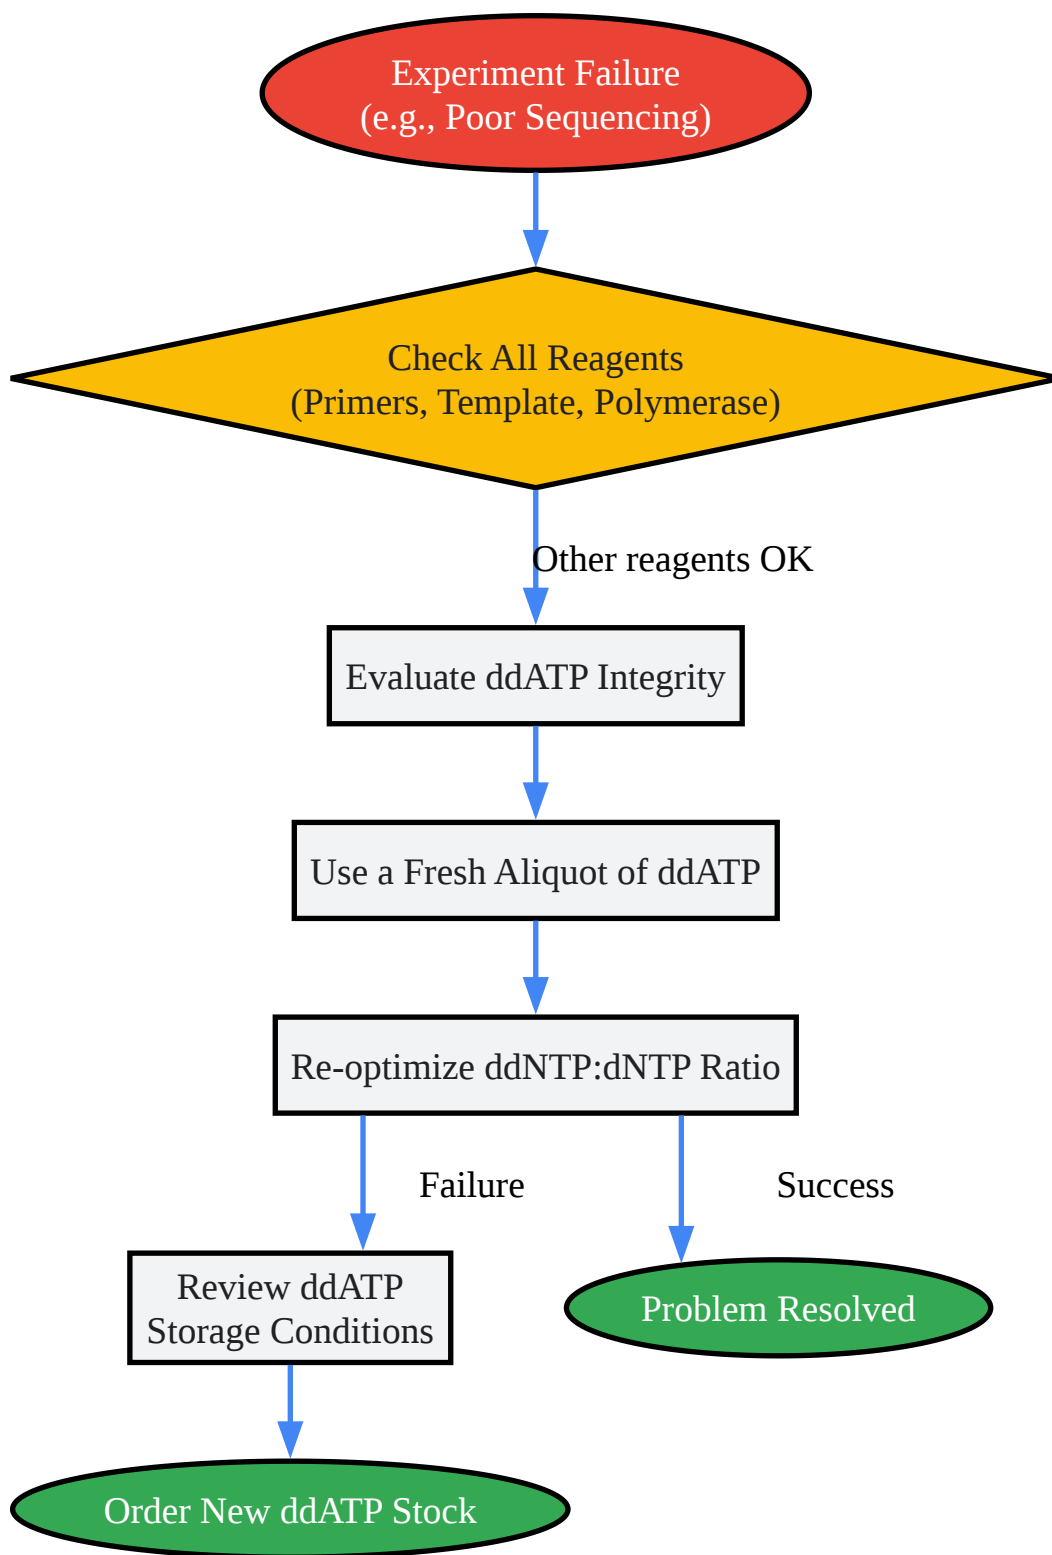 Experiment Failure
(e.g., Poor Sequencing)
Check All Reagents
(Primers, Template, Polymerase)
Other reagents OK
Evaluate ddATP Integrity
Use a Fresh Aliquot of ddATP
Re-optimize ddNTP:dNTP Ratio
Failure
Success
Review ddATP
Storage Conditions
Problem Resolved
Order New ddATP Stock